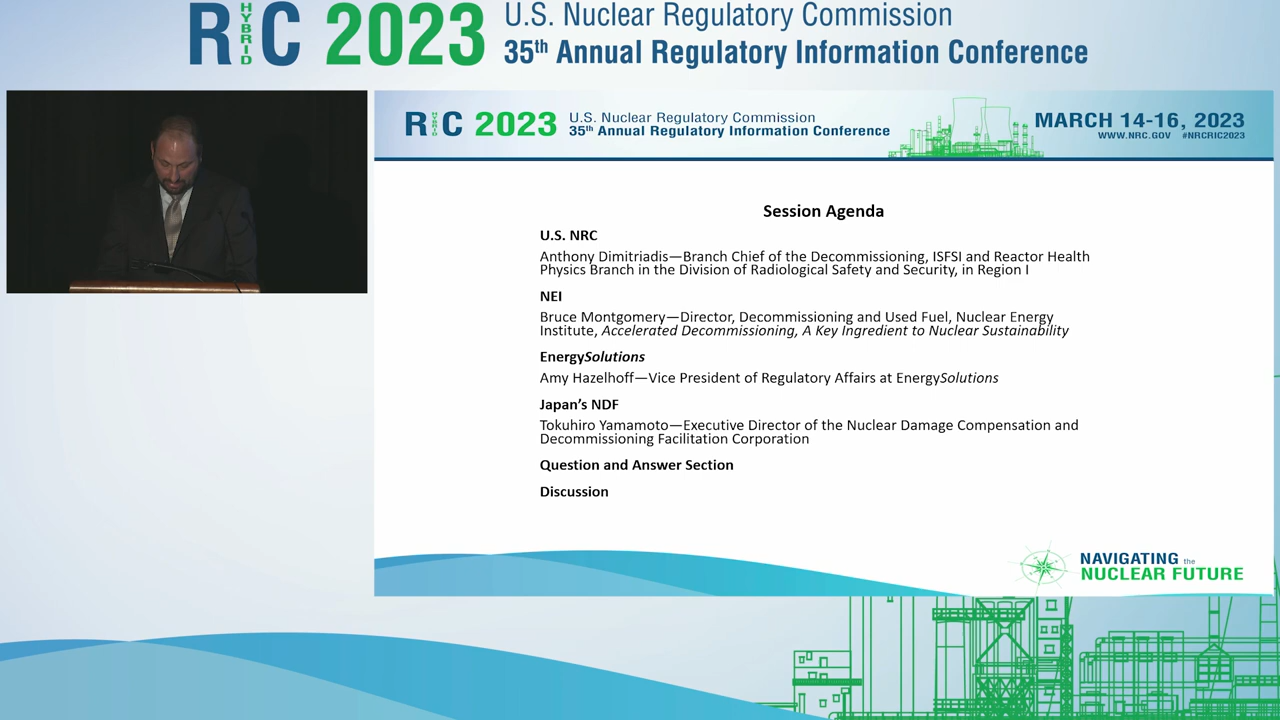 RIC HYBRID 2023
U.S. Nuclear Regulatory Commission
35th Annual Regulatory Information Conference
RIC HYBRID 2023
U.S. Nuclear Regulatory Commission
35th Annual Regulatory Information Conference
MARCH 14-16, 2023
WWW.NRC.GOV #NRCRIC2023
Session Agenda
U.S. NRC
Anthony Dimitriadis—Branch Chief of the Decommissioning, ISFSI and Reactor Health
Physics Branch in the Division of Radiological Safety and Security, in Region I
NEI
Bruce Montgomery—Director, Decommissioning and Used Fuel, Nuclear Energy
Institute, Accelerated Decommissioning, A Key Ingredient to Nuclear Sustainability
EnergySolutions
Amy Hazelhoff—Vice President of Regulatory Affairs at EnergySolutions
Japan’s NDF
Tokuhiro Yamamoto—Executive Director of the Nuclear Damage Compensation and
Decommissioning Facilitation Corporation
Question and Answer Section
Discussion
NAVIGATING the
NUCLEAR FUTURE